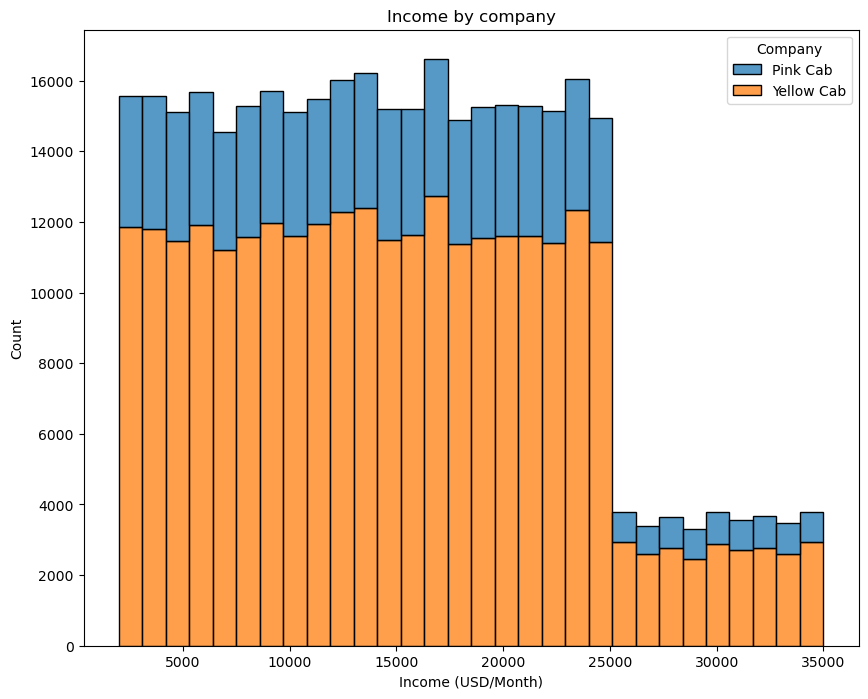 Income by company
Company
Pink Cab
Yellow Cab
16000
14000
12000
10000
8000
6000
4000
2000
0
Count
5000 10000 15000 20000 25000 30000 35000
Income (USD/Month)